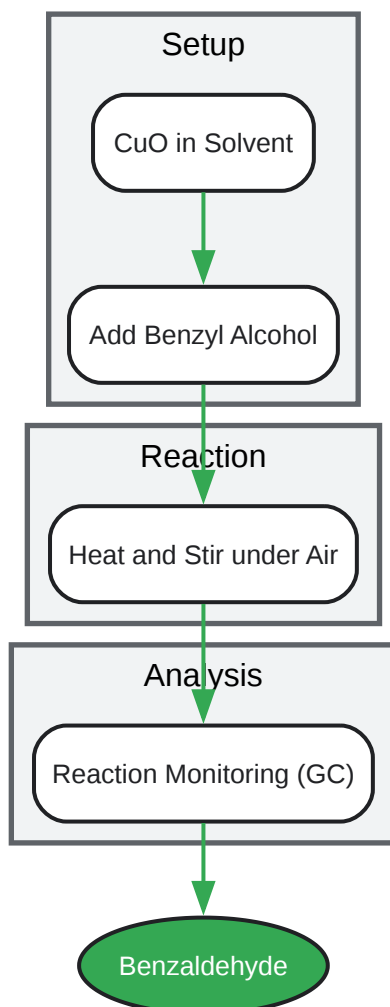 Setup
CuO in Solvent
Add Benzyl Alcohol
Reaction
Heat and Stir under Air
Analysis
Reaction Monitoring (GC)
Benzaldehyde